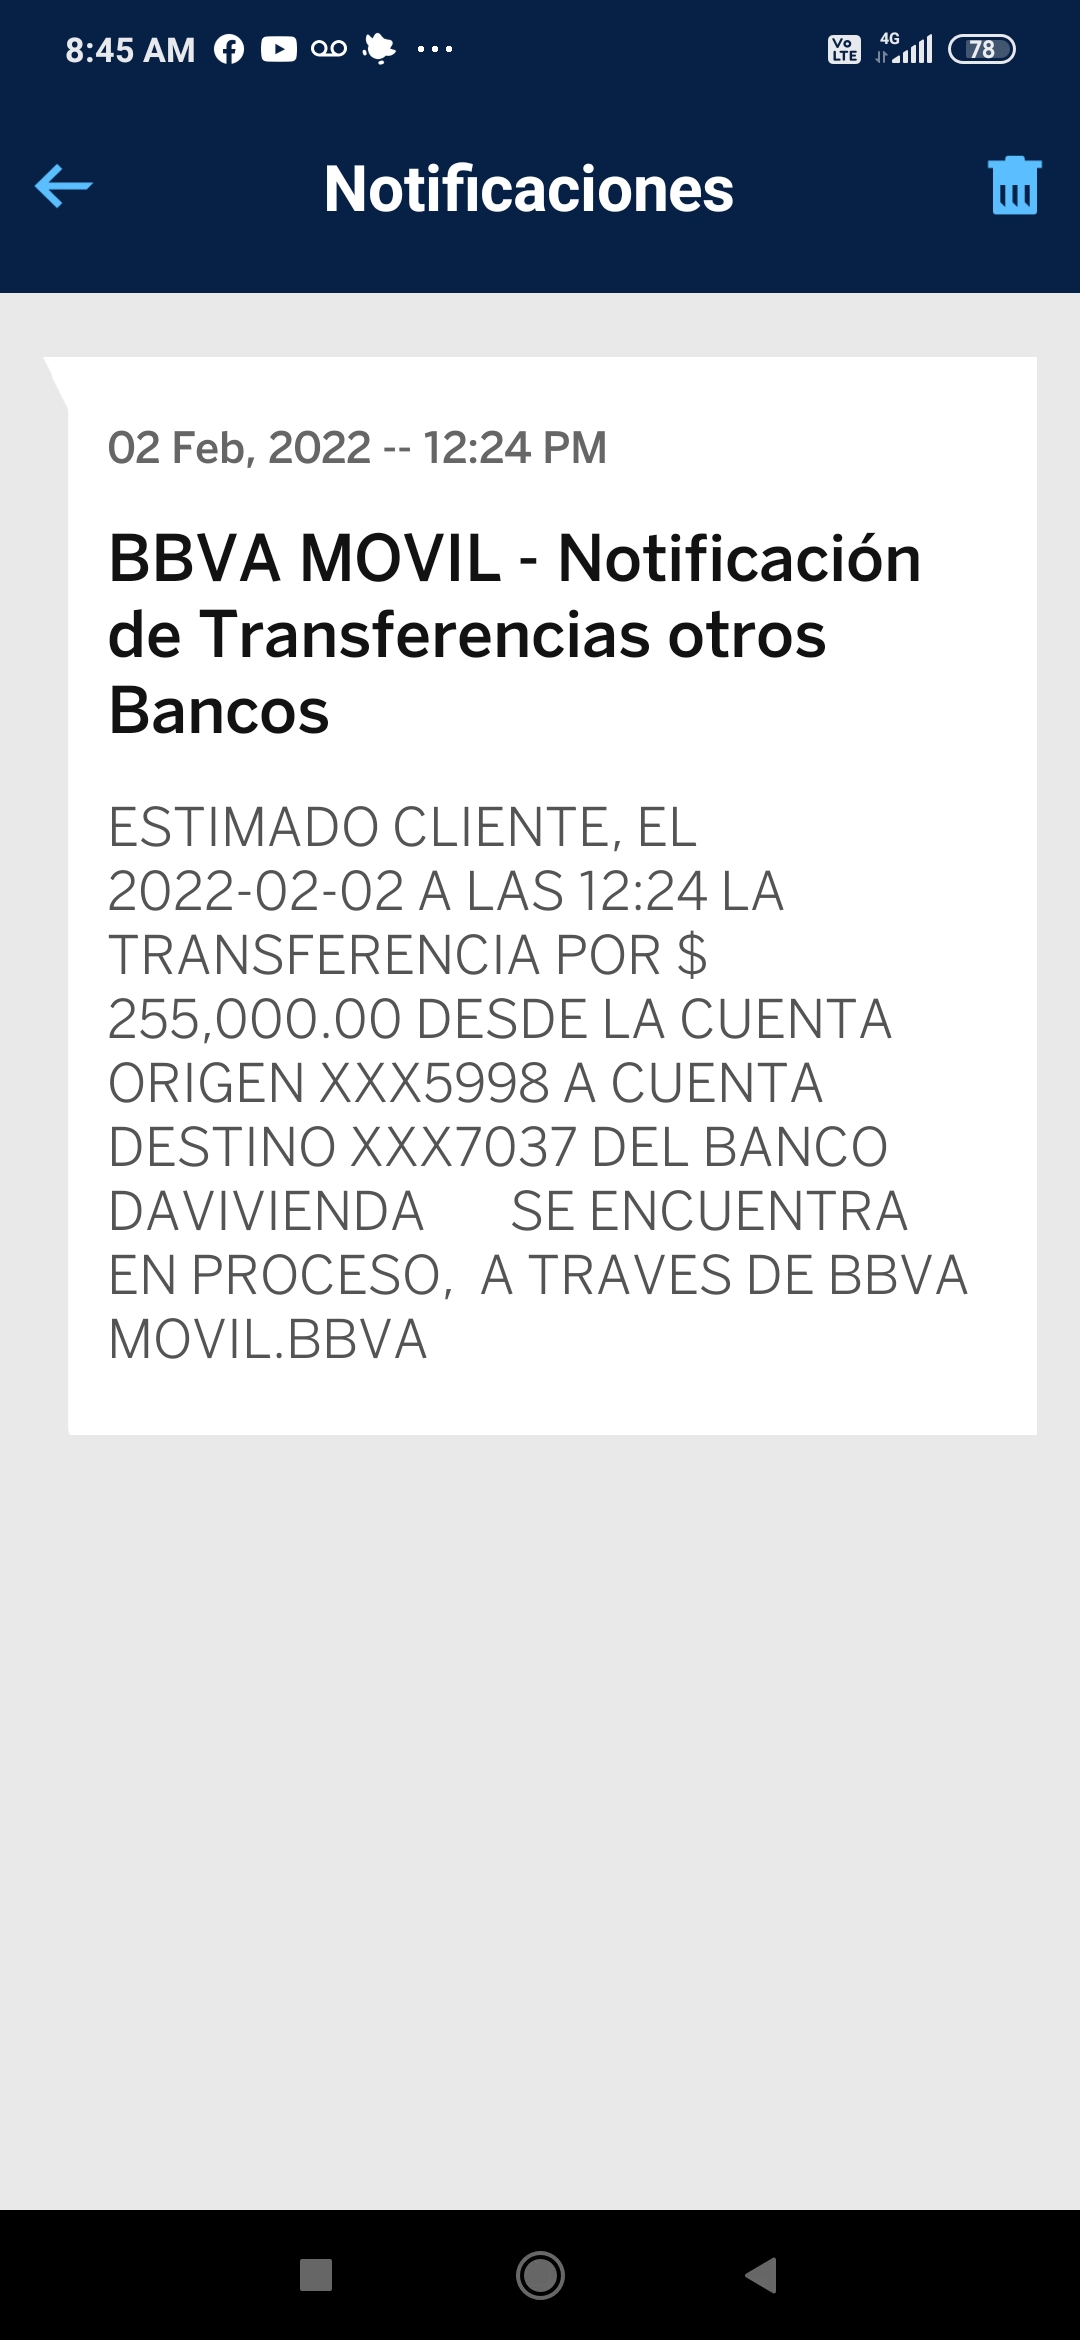 8:45 AM
Vo LTE 4G 78
Notificaciones
02 Feb, 2022 -- 12:24 PM
BBVA MOVIL - Notificación
de Transferencias otros
Bancos
ESTIMADO CLIENTE, EL
2022-02-02 A LAS 12:24 LA
TRANSFERENCIA POR $
255,000.00 DESDE LA CUENTA
ORIGEN XXX5998 A CUENTA
DESTINO XXX7037 DEL BANCO
DAVIVIENDA      SE ENCUENTRA
EN PROCESO,  A TRAVES DE BBVA
MOVIL.BBVA